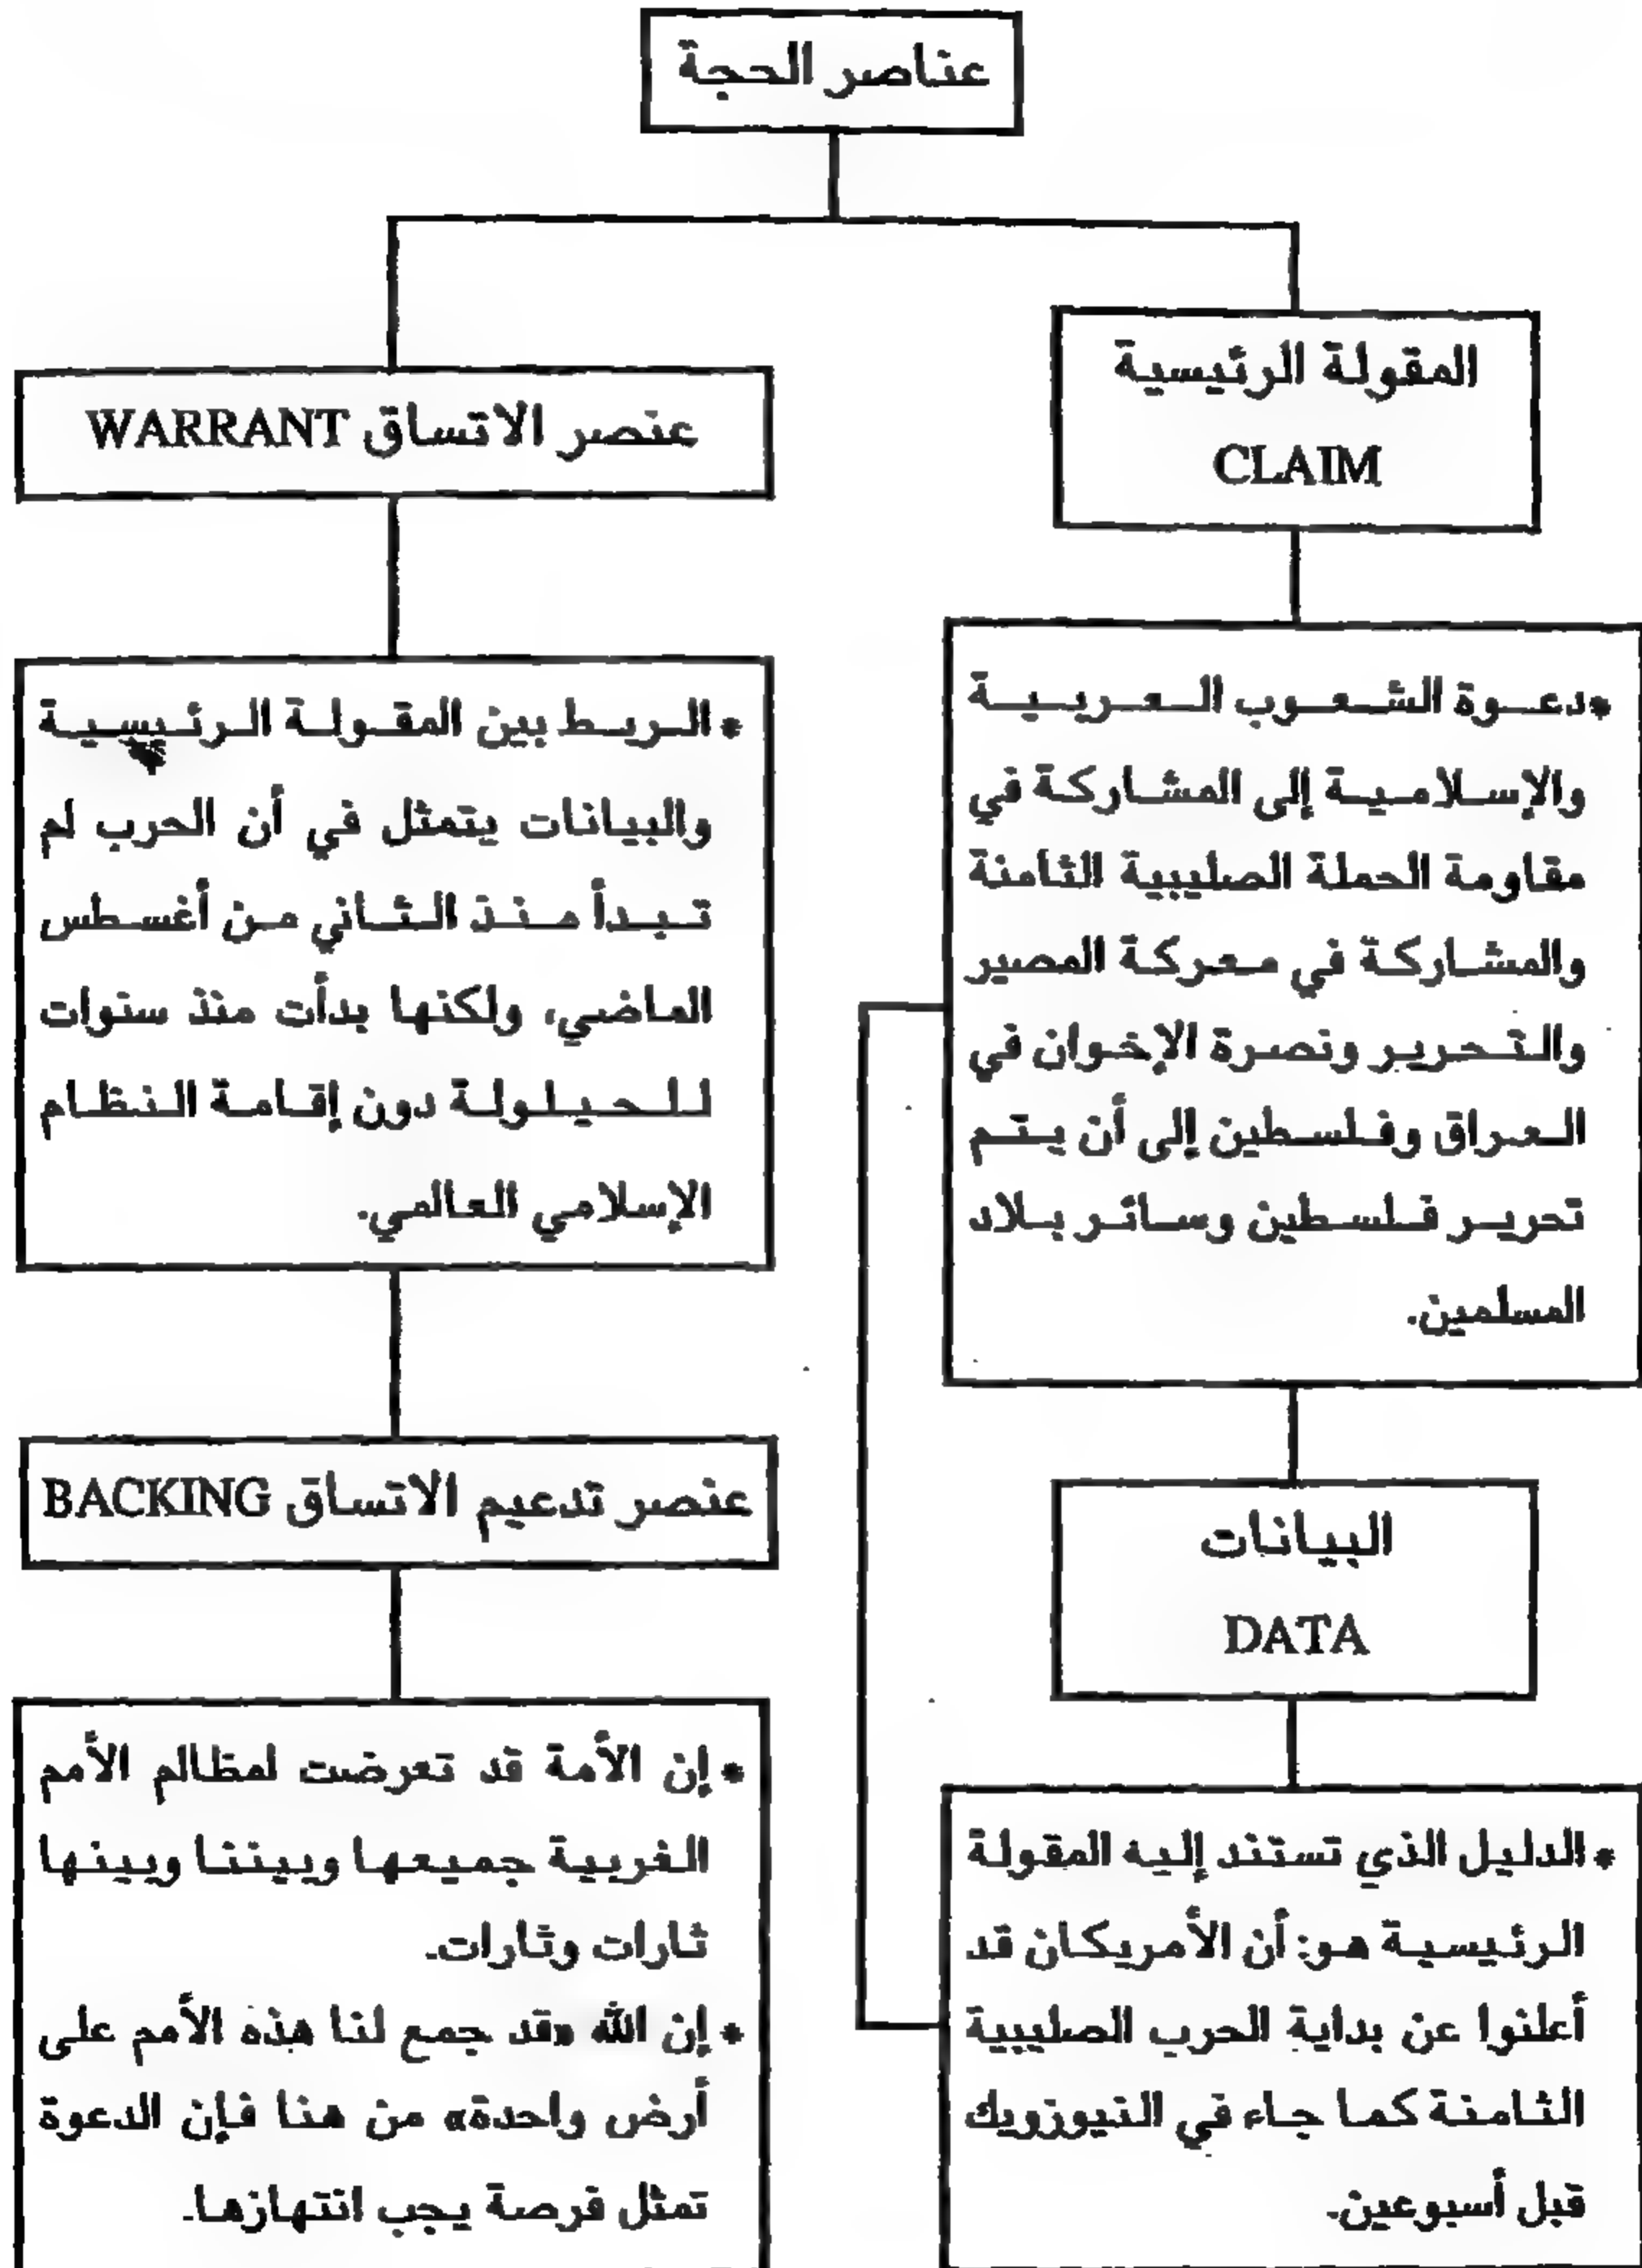 عناصر الحجة
المقولة الرئيسية
CLAIM
*دعوة الشعوب العربية
والإسلامية إلى المشاركة في
مقاومة الحملة الصليبية الثامنة
والمشاركة في معركة المصير
والتحرير ونصرة الإخوان في
العراق وفلسطين إلى أن يتم
تحرير فلسطين وسائر بلاد
المسلمين.
البيانات
DATA
* الدليل الذي تستند إليه المقولة
الرئيسية هو: أن الأمريكان قد
أعلنوا عن بداية الحرب الصليبية
الثامنة كما جاء في النيوزويك
قبل أسبوعين.
عنصر الاتساق WARRANT
* الربط بين المقولة الرئيسية
والبيانات يتمثل في أن الحرب لم
تبدأ منذ الثاني من أغسطس
الماضي، ولكنها بدأت منذ سنوات
للحيلولة دون إقامة النظام
الإسلامي العالمي.
عنصر تدعيم الاتساق BACKING
* إن الأمة قد تعرضت لمظالم الأمم
الغربية جميعها وبيننا وبينها
ثارات وثارات.
* إن الله «قد جمع لنا هذه الأمم على
أرض واحدة» من هنا فإن الدعوة
تمثل فرصة يجب انتهازها.